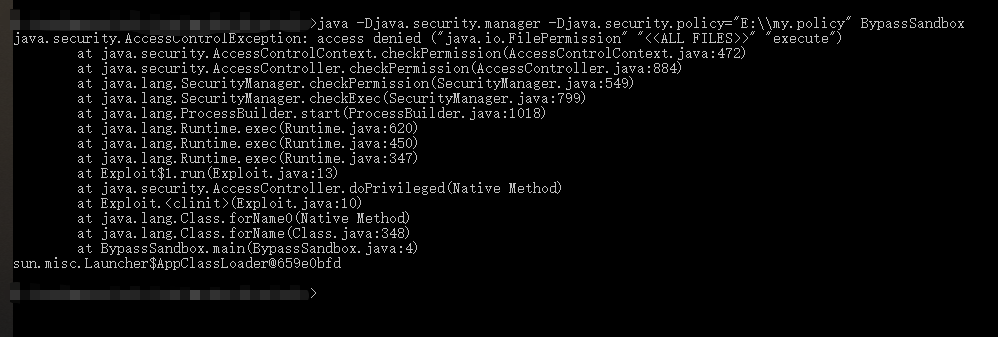 >java -Djava.security.manager -Djava.security.policy="E:\\my.policy" BypassSandbox
java.security.AccessControlException: access denied ("java.io.FilePermission" "<<ALL FILES>>" "execute")
at java.security.AccessControlContext.checkPermission(AccessControlContext.java:472)
at java.security.AccessController.checkPermission(AccessController.java:884)
at java.lang.SecurityManager.checkPermission(SecurityManager.java:549)
at java.lang.SecurityManager.checkExec(SecurityManager.java:799)
at java.lang.ProcessBuilder.start(ProcessBuilder.java:1018)
at java.lang.Runtime.exec(Runtime.java:620)
at java.lang.Runtime.exec(Runtime.java:450)
at java.lang.Runtime.exec(Runtime.java:347)
at Exploit$1.run(Exploit.java:13)
at java.security.AccessController.doPrivileged(Native Method)
at Exploit.<clinit>(Exploit.java:10)
at java.lang.Class.forName0(Native Method)
at java.lang.Class.forName(Class.java:348)
at BypassSandbox.main(BypassSandbox.java:4)
sun.misc.Launcher$AppClassLoader@659e0bfd
>